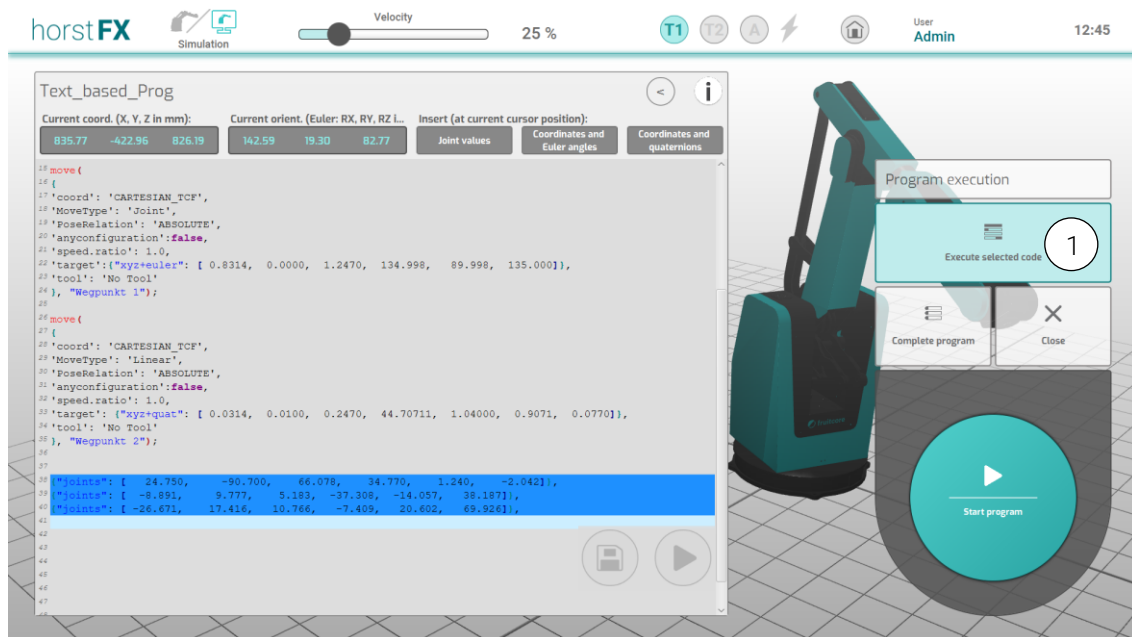 horstFX
Simulation
Velocity
25 %
T1
T2
A
User
Admin
12:45
Text_based_Prog
<
i
Current coord. (X, Y, Z in mm):
Current orient. (Euler: RX, RY, RZ i...
Insert (at current cursor position):
835.77 -422.96 826.19
142.59 19.30 82.77
Joint values
Coordinates and
Euler angles
Coordinates and
quaternions
15 move(
16 {
17 'coord': 'CARTESIAN_TCF',
18 'MoveType': 'Joint',
19 'PoseRelation': 'ABSOLUTE',
20 'anyconfiguration':false,
21 'speed.ratio': 1.0,
22 'target':{"xyz+euler": [ 0.8314, 0.0000, 1.2470, 134.998, 89.998, 135.000]},
23 'tool': 'No Tool'
24 }, "Wegpunkt 1");
25
26 move(
27 {
28 'coord': 'CARTESIAN_TCF',
29 'MoveType': 'Linear',
30 'PoseRelation': 'ABSOLUTE',
31 'anyconfiguration':false,
32 'speed.ratio': 1.0,
33 'target': {"xyz+quat": [ 0.0314, 0.0100, 0.2470, 44.70711, 1.04000, 0.9071, 0.0770]},
34 'tool': 'No Tool'
35 }, "Wegpunkt 2");
36
37
38 {"joints": [ 24.750, -90.700, 66.078, 34.770, 1.240, -2.042]},
39 {"joints": [ -8.891, 9.777, 5.183, -37.308, -14.057, 38.187]},
40 {"joints": [ -26.671, 17.416, 10.766, -7.409, 20.602, 69.926]},
41
42
43
44
45
46
47
Program execution
Execute selected code
1
Complete program
Close
Start program
fruitcore